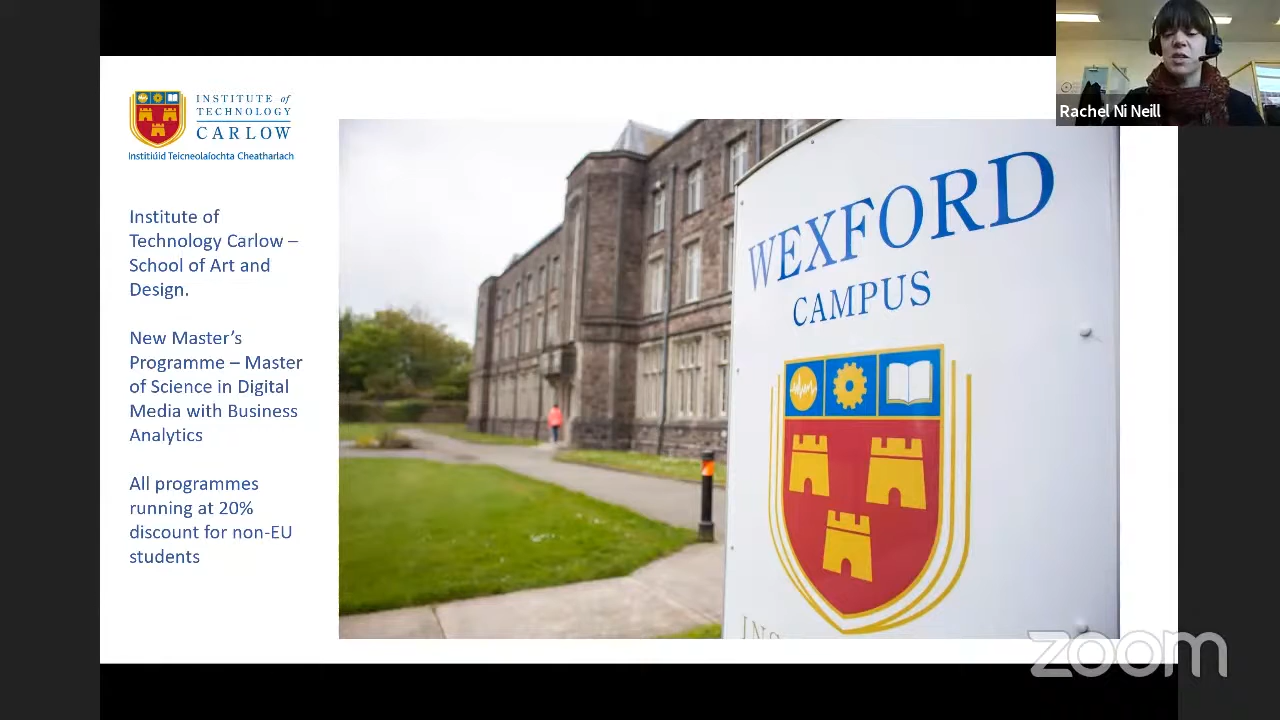 INSTITUTE of
TECHNOLOGY
CARLOW
Institiúid Teicneolaíochta Cheatharlach
Institute of
Technology Carlow –
School of Art and
Design.
New Master's
Programme – Master
of Science in Digital
Media with Business
Analytics
All programmes
running at 20%
discount for non-EU
students
WEXFORD
CAMPUS
Rachel Ni Neill
zoom